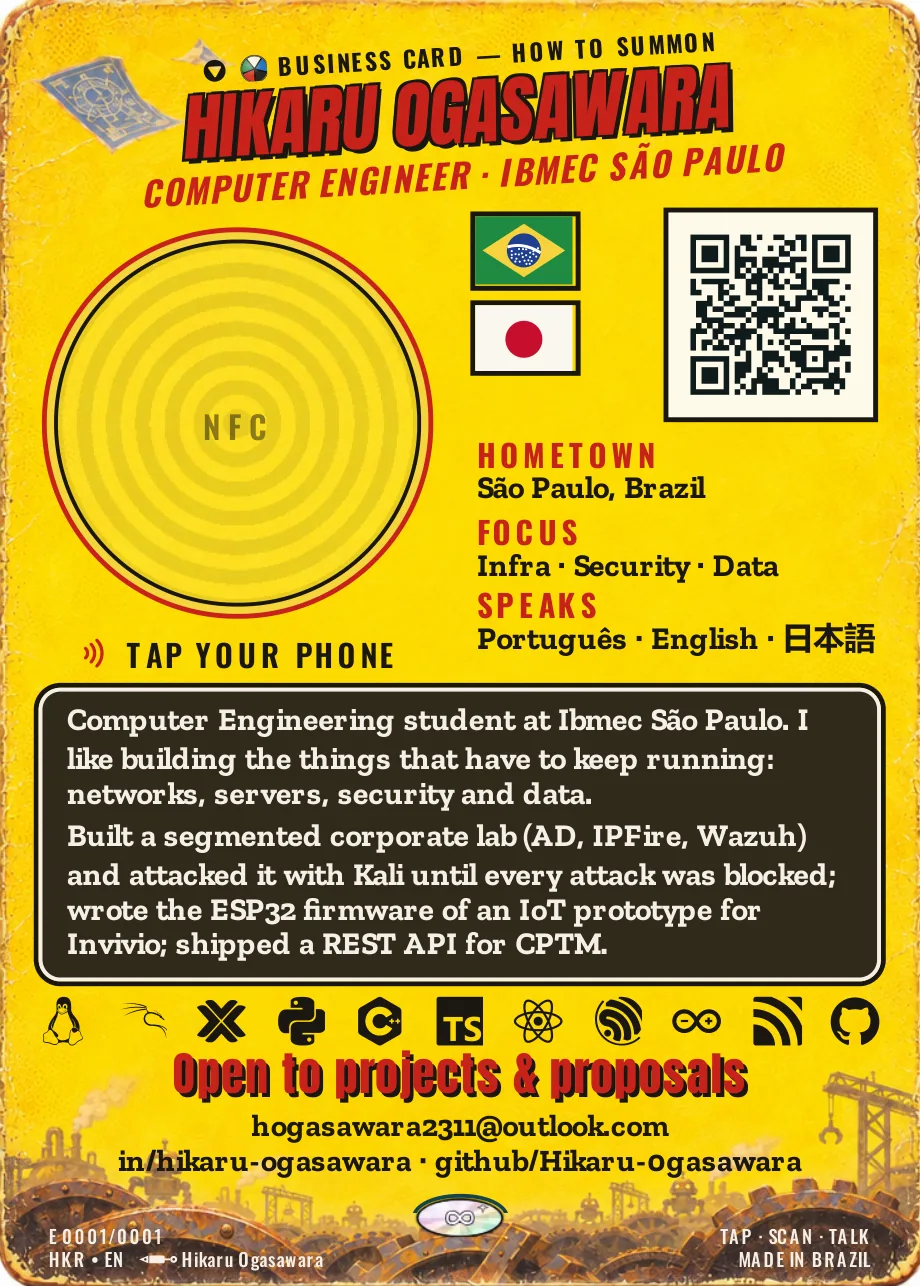 BUSINESS CARD — HOW TO SUMMON
HIKARU OGASAWARA
COMPUTER ENGINEER · IBMEC SÃO PAULO
NFC
TAP YOUR PHONE
HOMETOWN
São Paulo, Brazil
FOCUS
Infra · Security · Data
SPEAKS
Português · English · 日本語
Computer Engineering student at Ibmec São Paulo. I
like building the things that have to keep running:
networks, servers, security and data.
Built a segmented corporate lab (AD, IPFire, Wazuh)
and attacked it with Kali until every attack was blocked;
wrote the ESP32 firmware of an IoT prototype for
Invivio; shipped a REST API for CPTM.
C++
TS
Open to projects & proposals
hogasawara2311@outlook.com
in/hikaru-ogasawara · github/Hikaru-Ogasawara
E0001/0001
HKR • EN Hikaru Ogasawara
TAP · SCAN · TALK
MADE IN BRAZIL